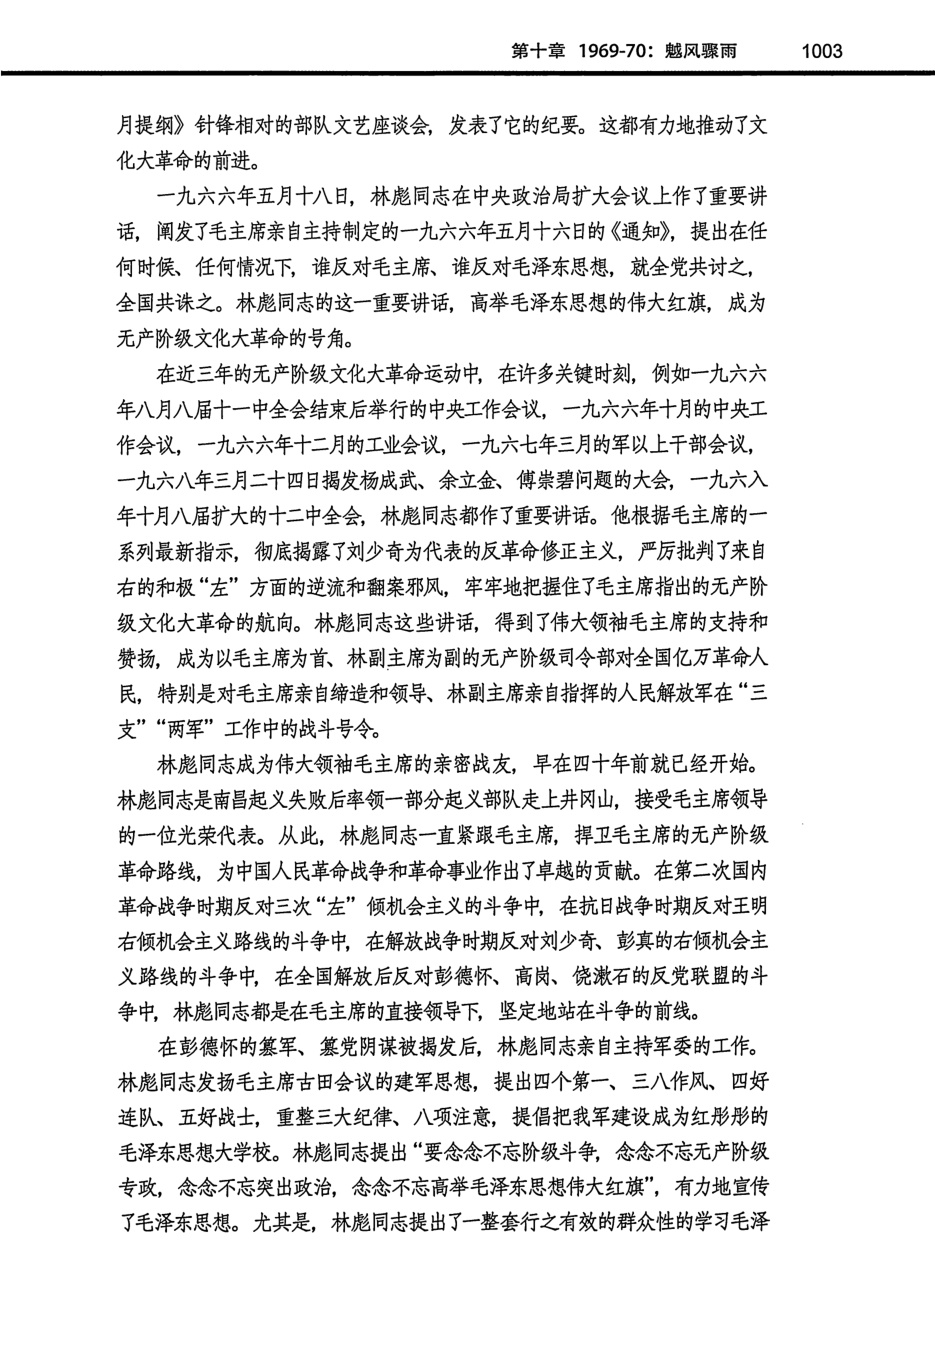 第十章 1969-70：魃风骤雨 1003
月提纲》针锋相对的部队文艺座谈会，发表了它的纪要。这都有力地推动了文
化大革命的前进。
一九六六年五月十八日，林彪同志在中央政治局扩大会议上作了重要讲
话，阐发了毛主席亲自主持制定的一九六六年五月十六日的《通知》，提出在任
何时候、任何情况下，谁反对毛主席、谁反对毛泽东思想，就全党共讨之，
全国共诛之。林彪同志的这一重要讲话，高举毛泽东思想的伟大红旗，成为
无产阶级文化大革命的号角。
在近三年的无产阶级文化大革命运动中，在许多关键时刻，例如一九六六
年八月八届十一中全会结束后举行的中央工作会议，一九六六年十月的中央工
作会议，一九六六年十二月的工业会议，一九六七年三月的军以上干部会议，
一九六八年三月二十四日揭发杨成武、余立金、傅崇碧问题的大会，一九六入
年十月八届扩大的十二中全会，林彪同志都作了重要讲话。他根据毛主席的一
系列最新指示，彻底揭露了刘少奇为代表的反革命修正主义，严厉批判了来自
右的和极“左”方面的逆流和翻案邪风，牢牢地把握住了毛主席指出的无产阶
级文化大革命的航向。林彪同志这些讲话，得到了伟大领袖毛主席的支持和
赞扬，成为以毛主席为首、林副主席为副的无产阶级司令部对全国亿万革命人
民，特别是对毛主席亲自缔造和领导、林副主席亲自指挥的人民解放军在“三
支”“两军”工作中的战斗号令。
林彪同志成为伟大领袖毛主席的亲密战友，早在四十年前就已经开始。
林彪同志是南昌起义失败后率领一部分起义部队走上井冈山，接受毛主席领导
的一位光荣代表。从此，林彪同志一直紧跟毛主席，捍卫毛主席的无产阶级
革命路线，为中国人民革命战争和革命事业作出了卓越的贡献。在第二次国内
革命战争时期反对三次“左”倾机会主义的斗争中，在抗日战争时期反对王明
右倾机会主义路线的斗争中，在解放战争时期反对刘少奇、彭真的右倾机会主
义路线的斗争中，在全国解放后反对彭德怀、高岗、饶漱石的反党联盟的斗
争中，林彪同志都是在毛主席的直接领导下，坚定地站在斗争的前线。
在彭德怀的篡军、篡党阴谋被揭发后，林彪同志亲自主持军委的工作。
林彪同志发扬毛主席古田会议的建军思想，提出四个第一、三八作风、四好
连队、五好战士，重整三大纪律、八项注意，提倡把我军建设成为红彤彤的
毛泽东思想大学校。林彪同志提出“要念念不忘阶级斗争，念念不忘无产阶级
专政，念念不忘突出政治，念念不忘高举毛泽东思想伟大红旗”，有力地宣传
了毛泽东思想。尤其是，林彪同志提出了一整套行之有效的群众性的学习毛泽